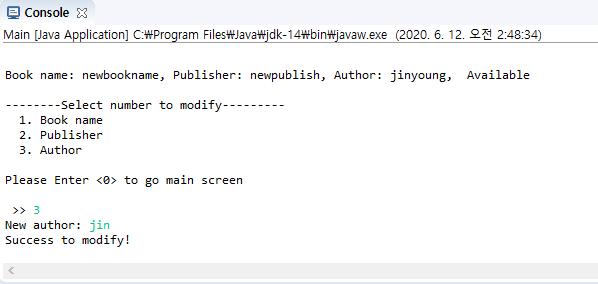 Console
Main [Java Application] C:₩Program Files₩Java₩jdk-14₩bin₩javaw.exe  (2020. 6. 12. 오전 2:48:34)
Book name: newbookname, Publisher: newpublish, Author: jinyoung,  Available
--------Select number to modify---------
1. Book name
2. Publisher
3. Author
Please Enter <0> to go main screen
>> 3
New author: jin
Success to modify!